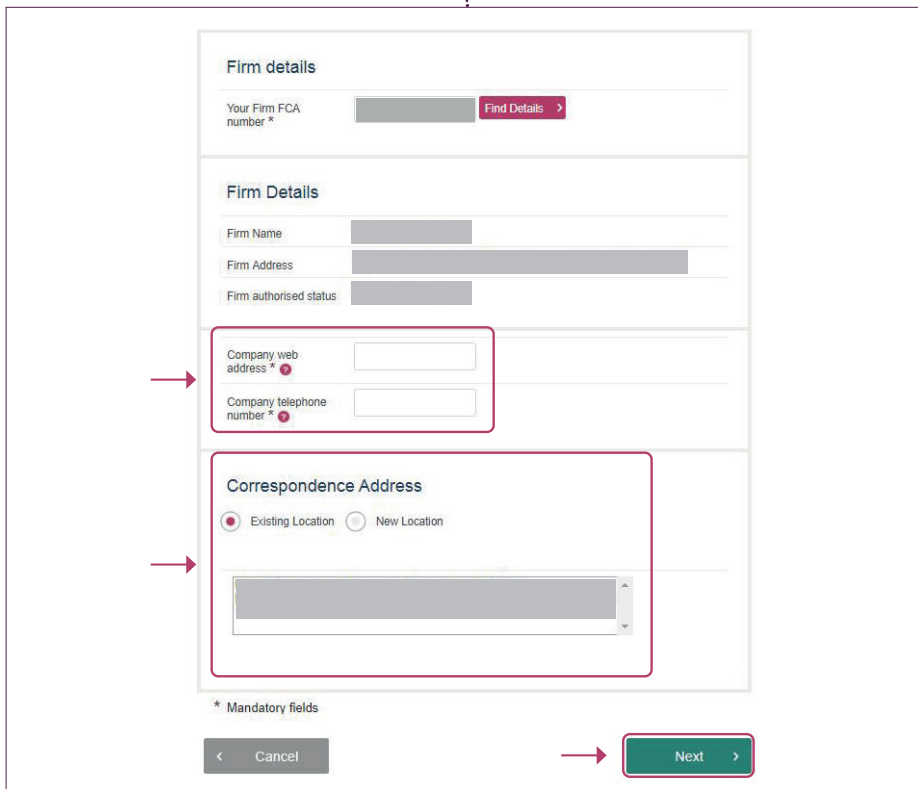 Firm details
Your Firm FCA
number *
Find Details >
Firm Details
Firm Name
Firm Address
Firm authorised status
Company web
address * ?
Company telephone
number * ?
Correspondence Address
Existing Location New Location
* Mandatory fields
< Cancel
Next >